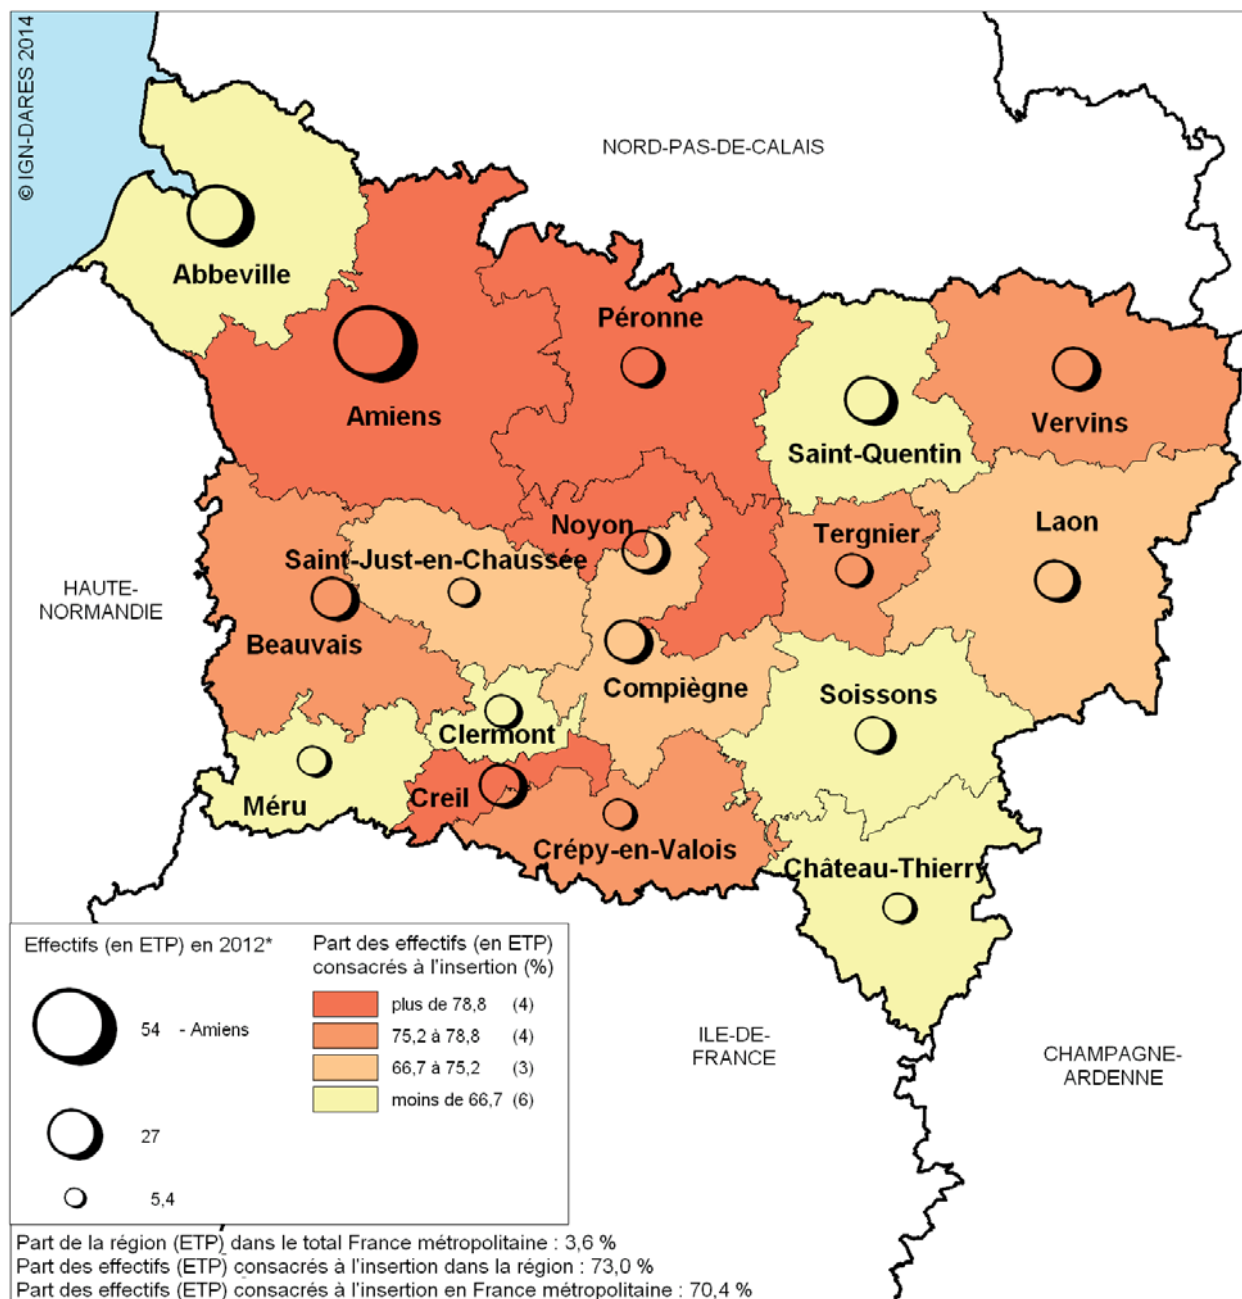 © IGN-DARES 2014
NORD-PAS-DE-CALAIS
Abbeville
Péronne
Amiens
Vervins
Saint-Quentin
Laon
Noyon
Tergnier
Saint-Just-en-Chaussée
HAUTE-
NORMANDIE
Beauvais
Compiègne
Soissons
Clermont
Creil
Méru
Crépy-en-Valois
Château-Thierry
Effectifs (en ETP) en 2012*
54 - Amiens
27
5,4
Part des effectifs (en ETP)
consacrés à l'insertion (%)
plus de 78,8 (4)
75,2 à 78,8 (4)
66,7 à 75,2 (3)
moins de 66,7 (6)
ILE-DE-
FRANCE
CHAMPAGNE-
ARDENNE
Part de la région (ETP) dans le total France métropolitaine : 3,6 %
Part des effectifs (ETP) consacrés à l'insertion dans la région : 73,0 %
Part des effectifs (ETP) consacrés à l'insertion en France métropolitaine : 70,4 %